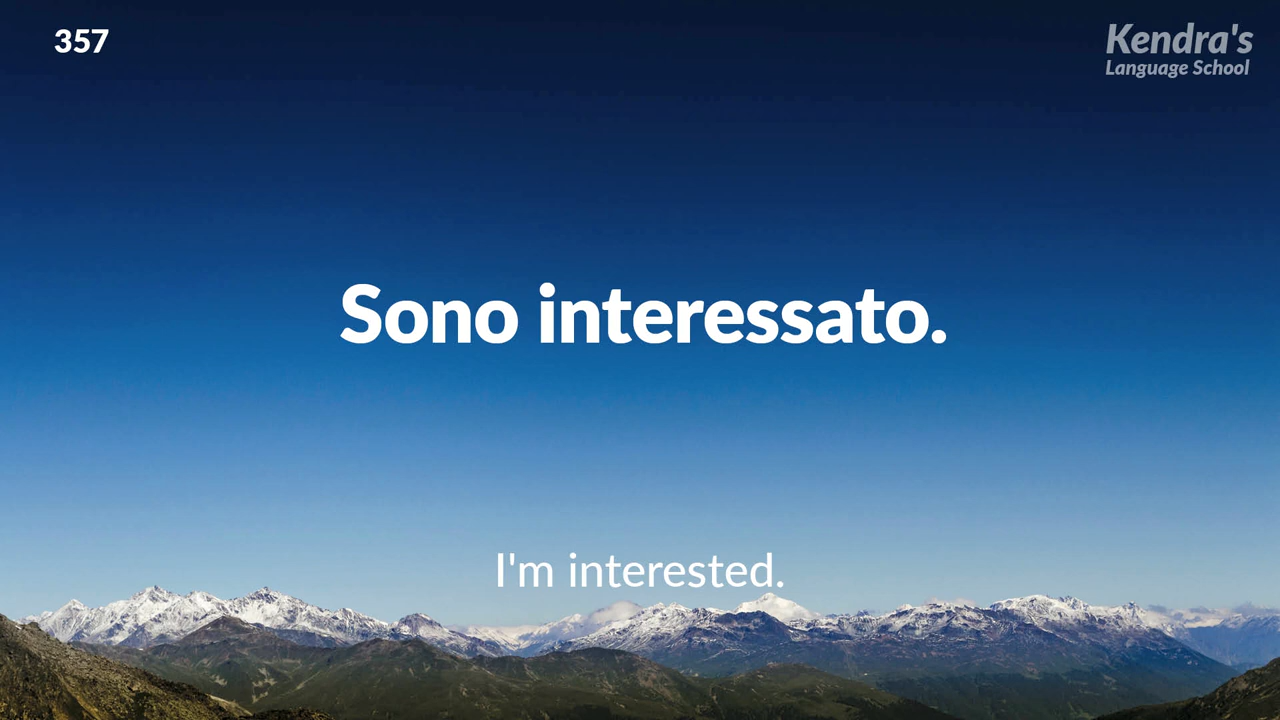 357
Kendra's
Language School
Sono interessato.
I'm interested.